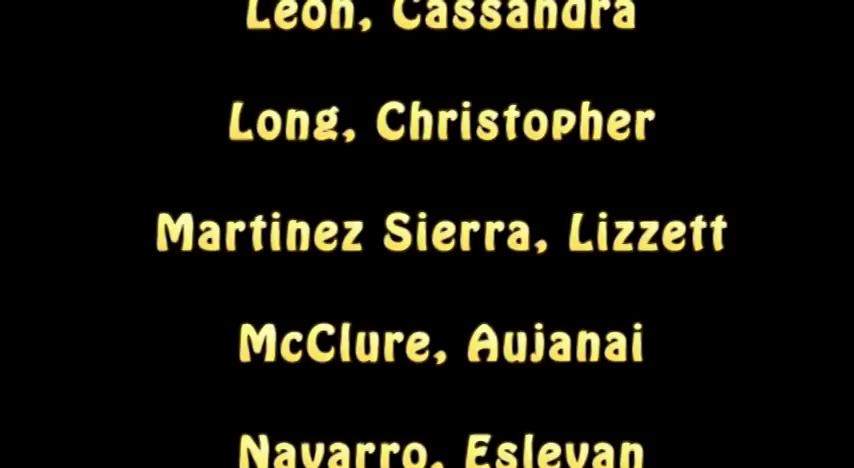 Leon, Cassandra
Long, Christopher
Martinez Sierra, Lizzett
McClure, Aujanai
Navarro, Eslevan